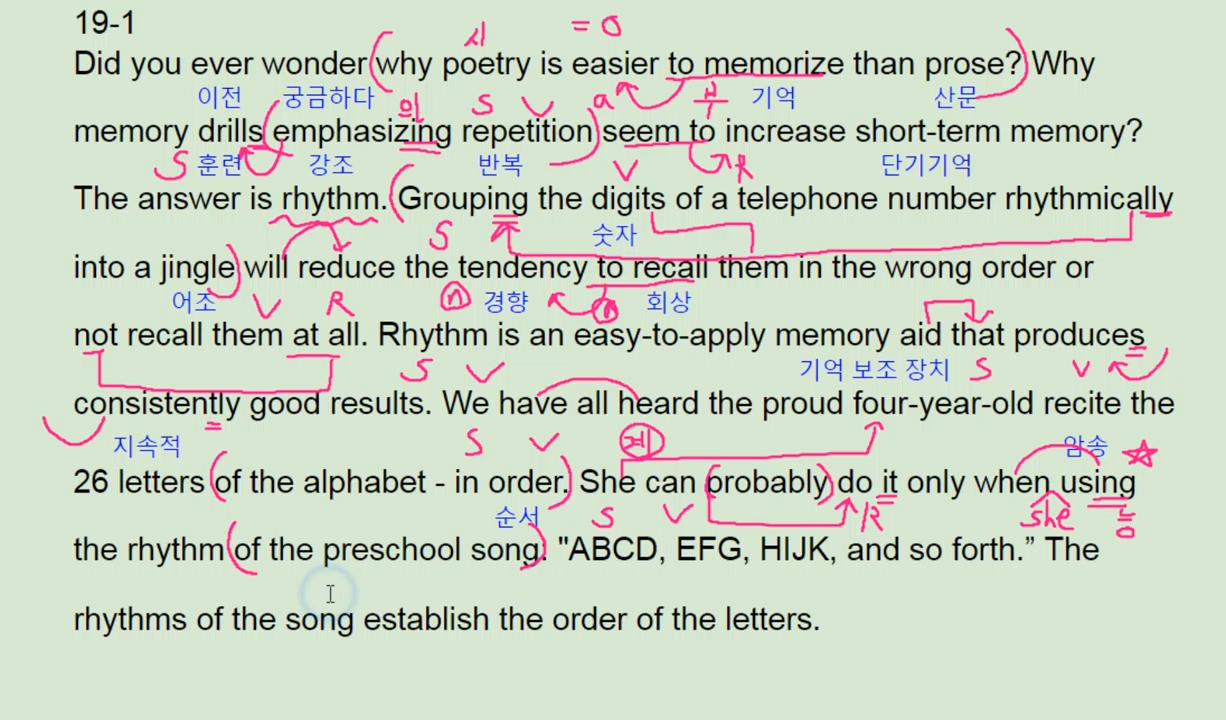 19-1
시 = ㅇ
Did you ever wonder (why poetry is easier to memorize than prose?) Why
이전 궁금하다 S V a 부 기억 산문
memory drills (emphasizing repetition) seem to increase short-term memory?
S 훈련 강조 반복 V R 단기기억
The answer is rhythm. (Grouping the digits of a telephone number rhythmically
S 숫자
into a jingle) will reduce the tendency to recall them in the wrong order or
어조 V R n 경향 n 회상
not recall them at all. Rhythm is an easy-to-apply memory aid that produces
S V 기억 보조 장치 S V
consistently good results. We have all heard the proud four-year-old recite the
지속적 S V 암송
26 letters (of the alphabet - in order.) She can (probably) do it only when using
순서 S V R she
the rhythm (of the preschool song) "ABCD, EFG, HIJK, and so forth.” The
rhythms of the song establish the order of the letters.